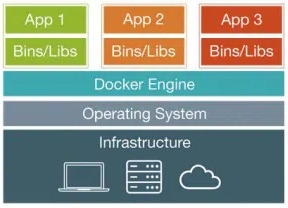 App 1
App 2
App 3
Bins/Libs
Bins/Libs
Bins/Libs
Docker Engine
Operating System
Infrastructure